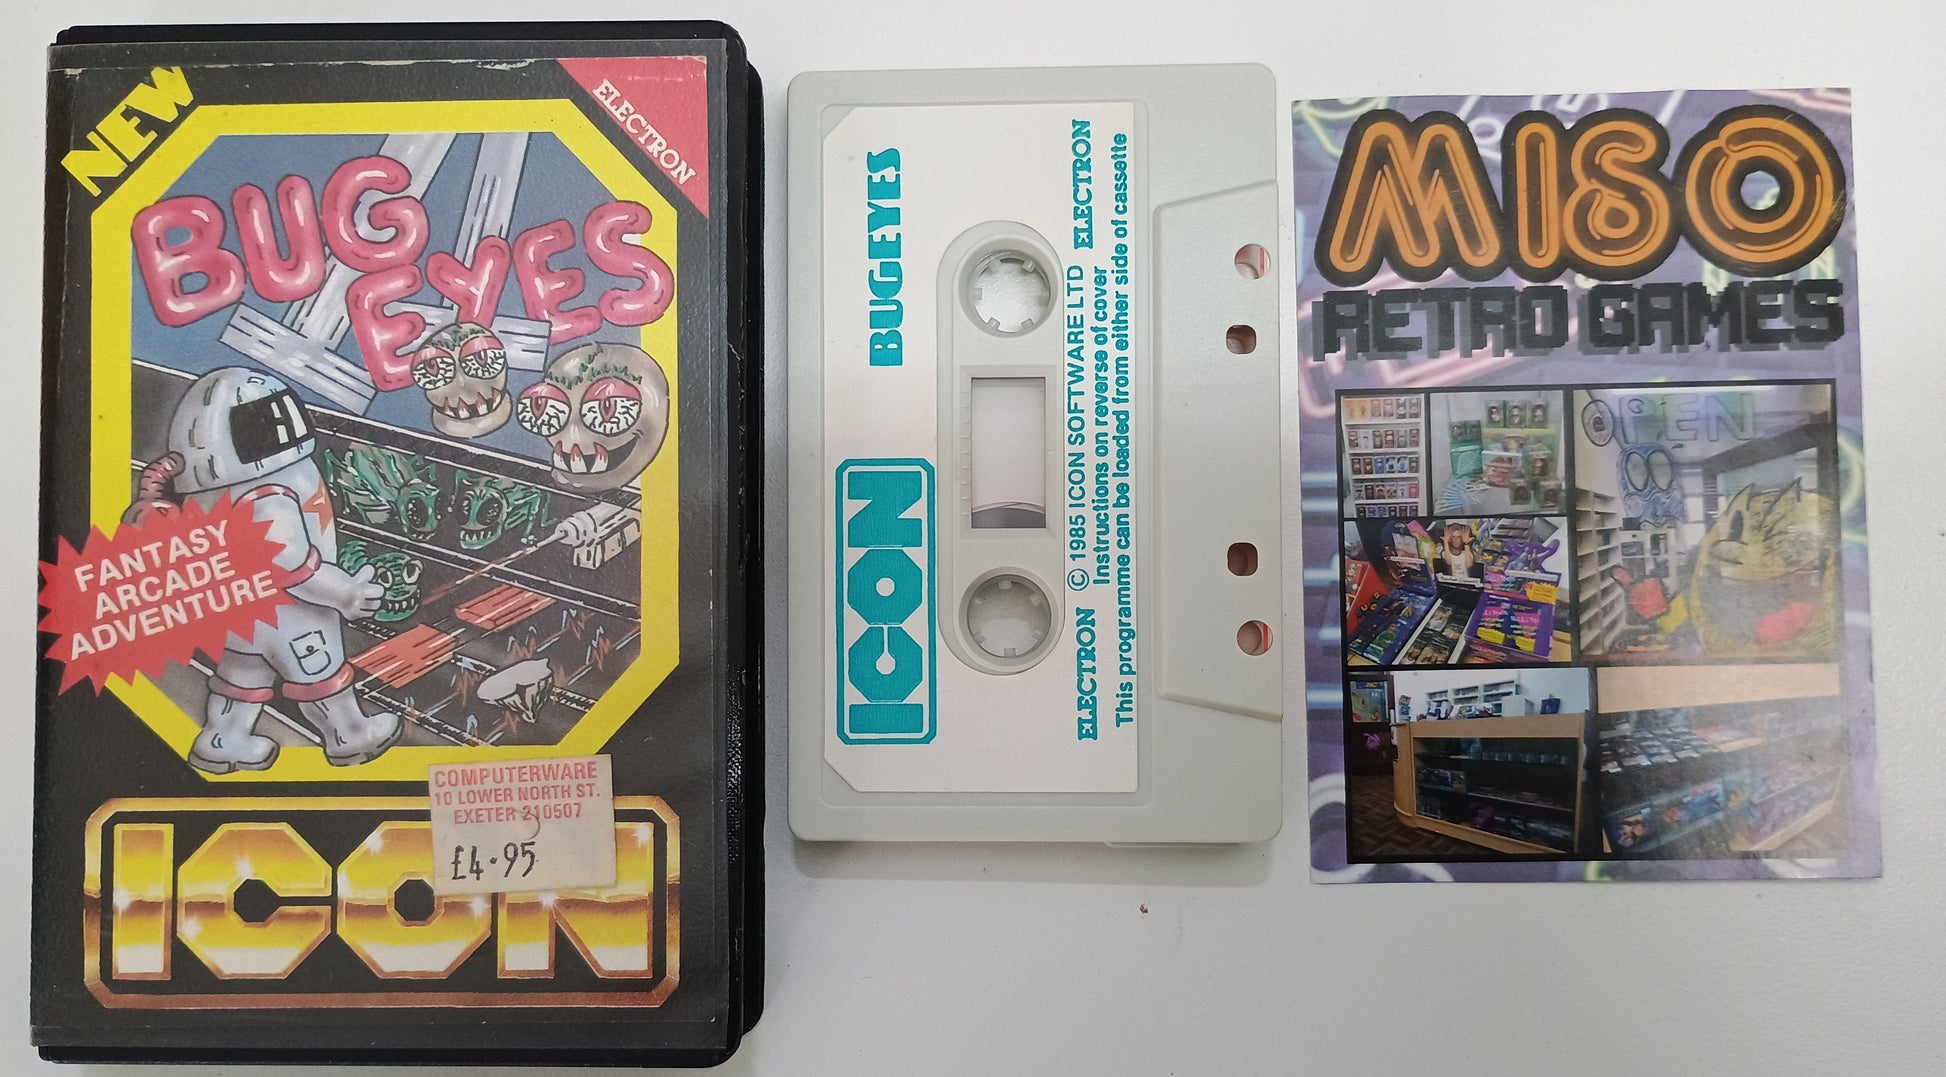 NEW
ELECTRON
BUG
EYES
FANTASY
ARCADE
ADVENTURE
COMPUTERWARE
10 LOWER NORTH ST.
EXETER 210507
£4.95
ICON
ICON
BUGEYES
ELECTRON © 1985 ICON SOFTWARE LTD ELECTRON
Instructions on reverse of cover
This programme can be loaded from either side of cassette
MISO
RETRO GAMES
OPEN